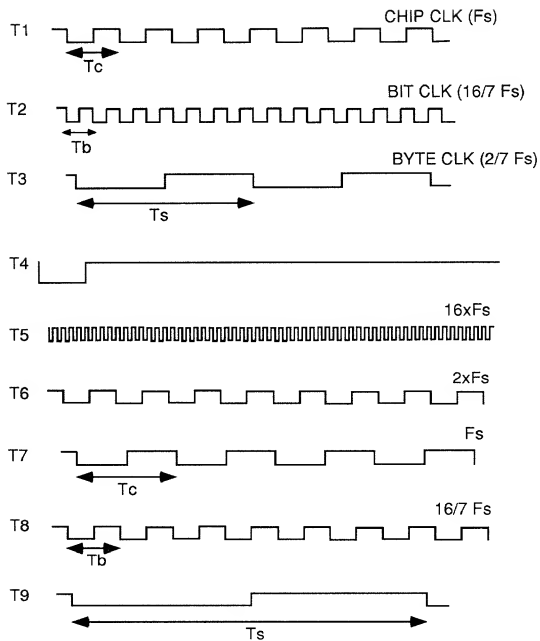 T1
CHIP CLK (Fs)
Tc
T2
BIT CLK (16/7 Fs)
Tb
T3
BYTE CLK (2/7 Fs)
Ts
T4
T5
16xFs
T6
2xFs
T7
Fs
Tc
T8
16/7 Fs
Tb
T9
Ts